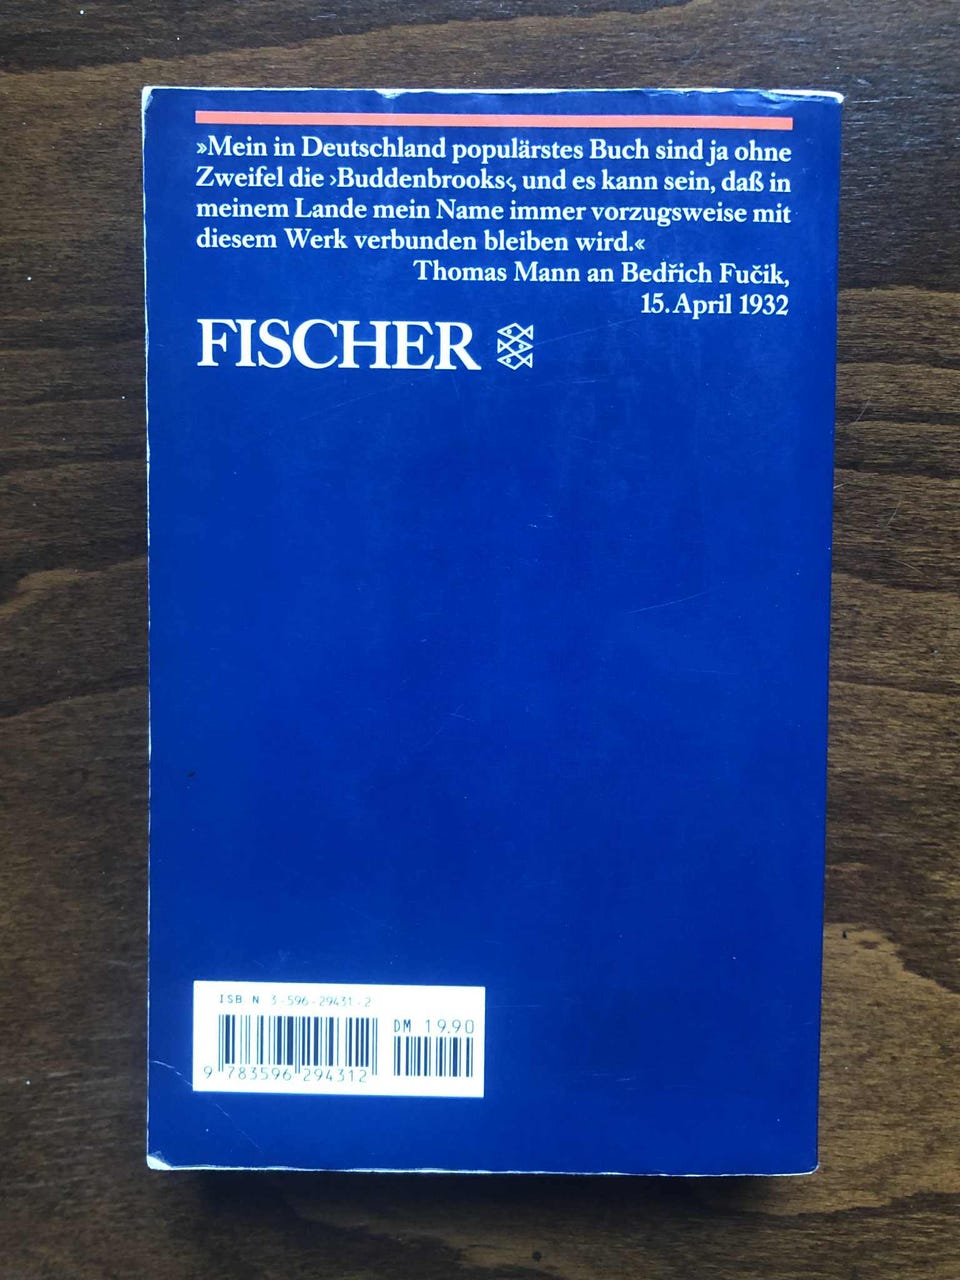 »Mein in Deutschland populärstes Buch sind ja ohne
Zweifel die ›Buddenbrooks‹, und es kann sein, daß in
meinem Lande mein Name immer vorzugsweise mit
diesem Werk verbunden bleiben wird.«
Thomas Mann an Bedřich Fučik,
15. April 1932
FISCHER
ISBN 3-596-29431-2
DM 19.90
9 783596 294312